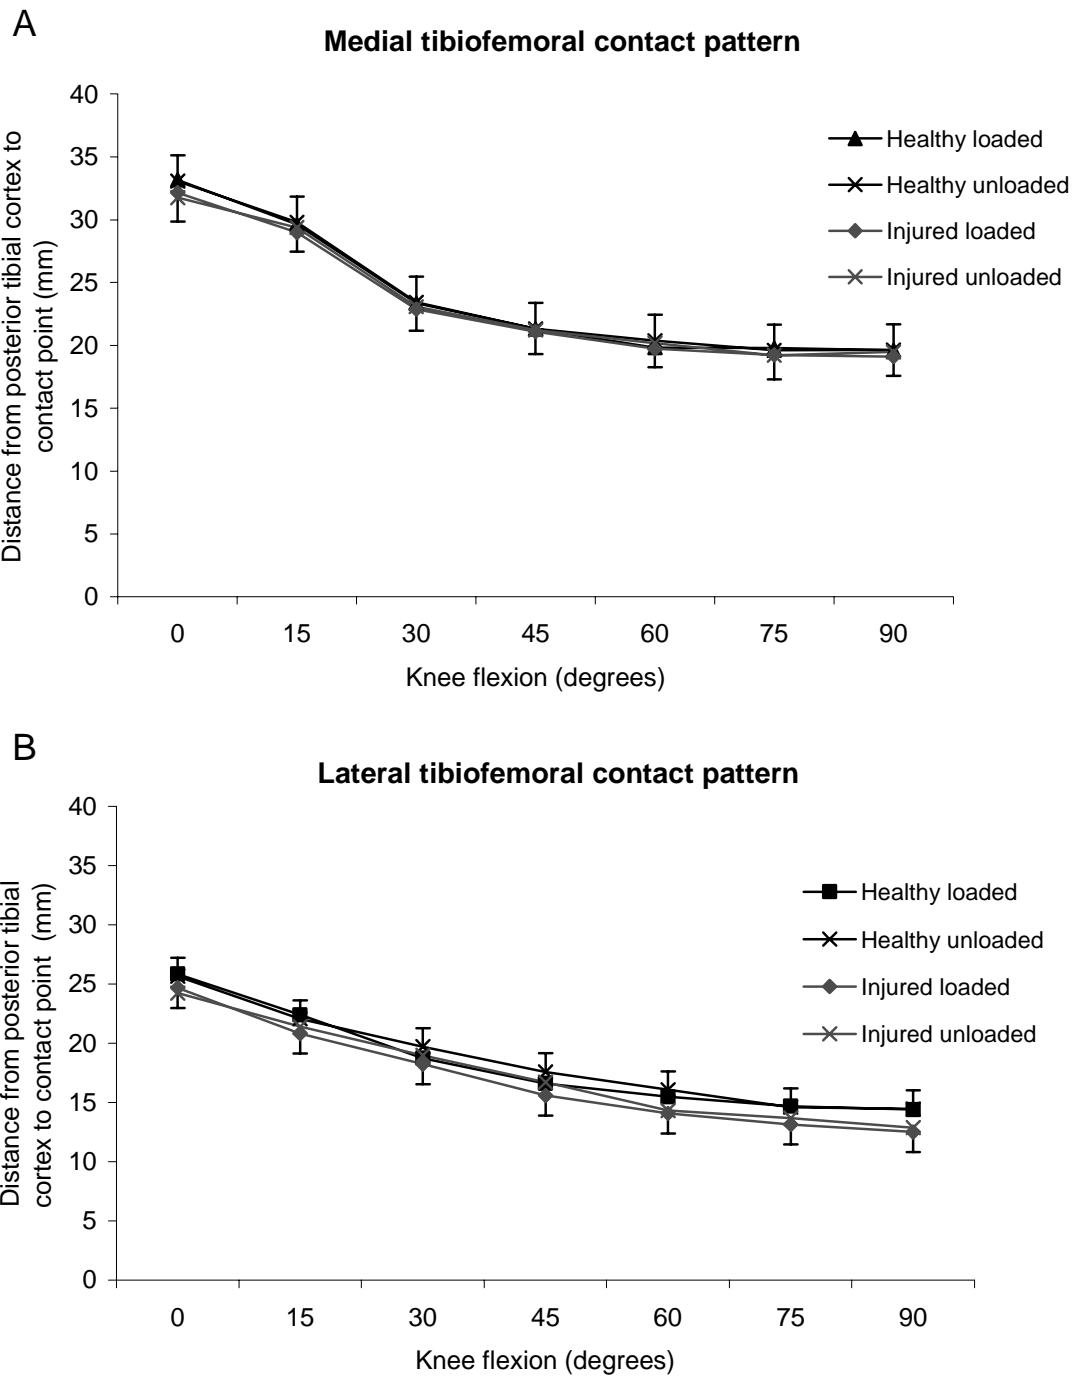 A
Medial tibiofemoral contact pattern
Distance from posterior tibial cortex to
contact point (mm)
40
35
30
25
20
15
10
5
0
0 15 30 45 60 75 90
Knee flexion (degrees)
Healthy loaded
Healthy unloaded
Injured loaded
Injured unloaded
B
Lateral tibiofemoral contact pattern
Distance from posterior tibial
cortex to contact point (mm)
40
35
30
25
20
15
10
5
0
0 15 30 45 60 75 90
Knee flexion (degrees)
Healthy loaded
Healthy unloaded
Injured loaded
Injured unloaded